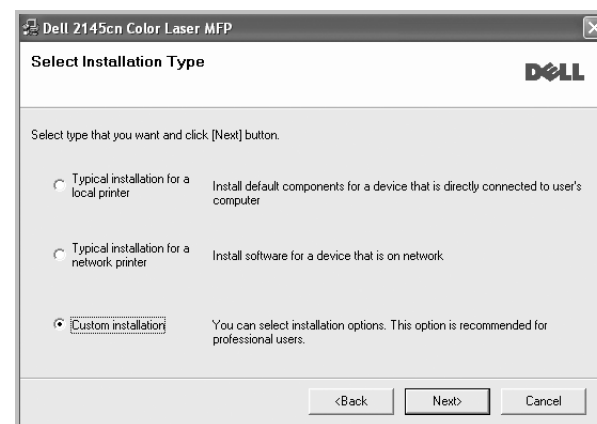 Dell 2145cn Color Laser MFP
Select Installation Type
DELL
Select type that you want and click [Next] button.
Typical installation for a
local printer
Install default components for a device that is directly connected to user's
computer
Typical installation for a
network printer
Install software for a device that is on network
Custom installation
You can select installation options. This option is recommended for
professional users.
<Back
Next>
Cancel